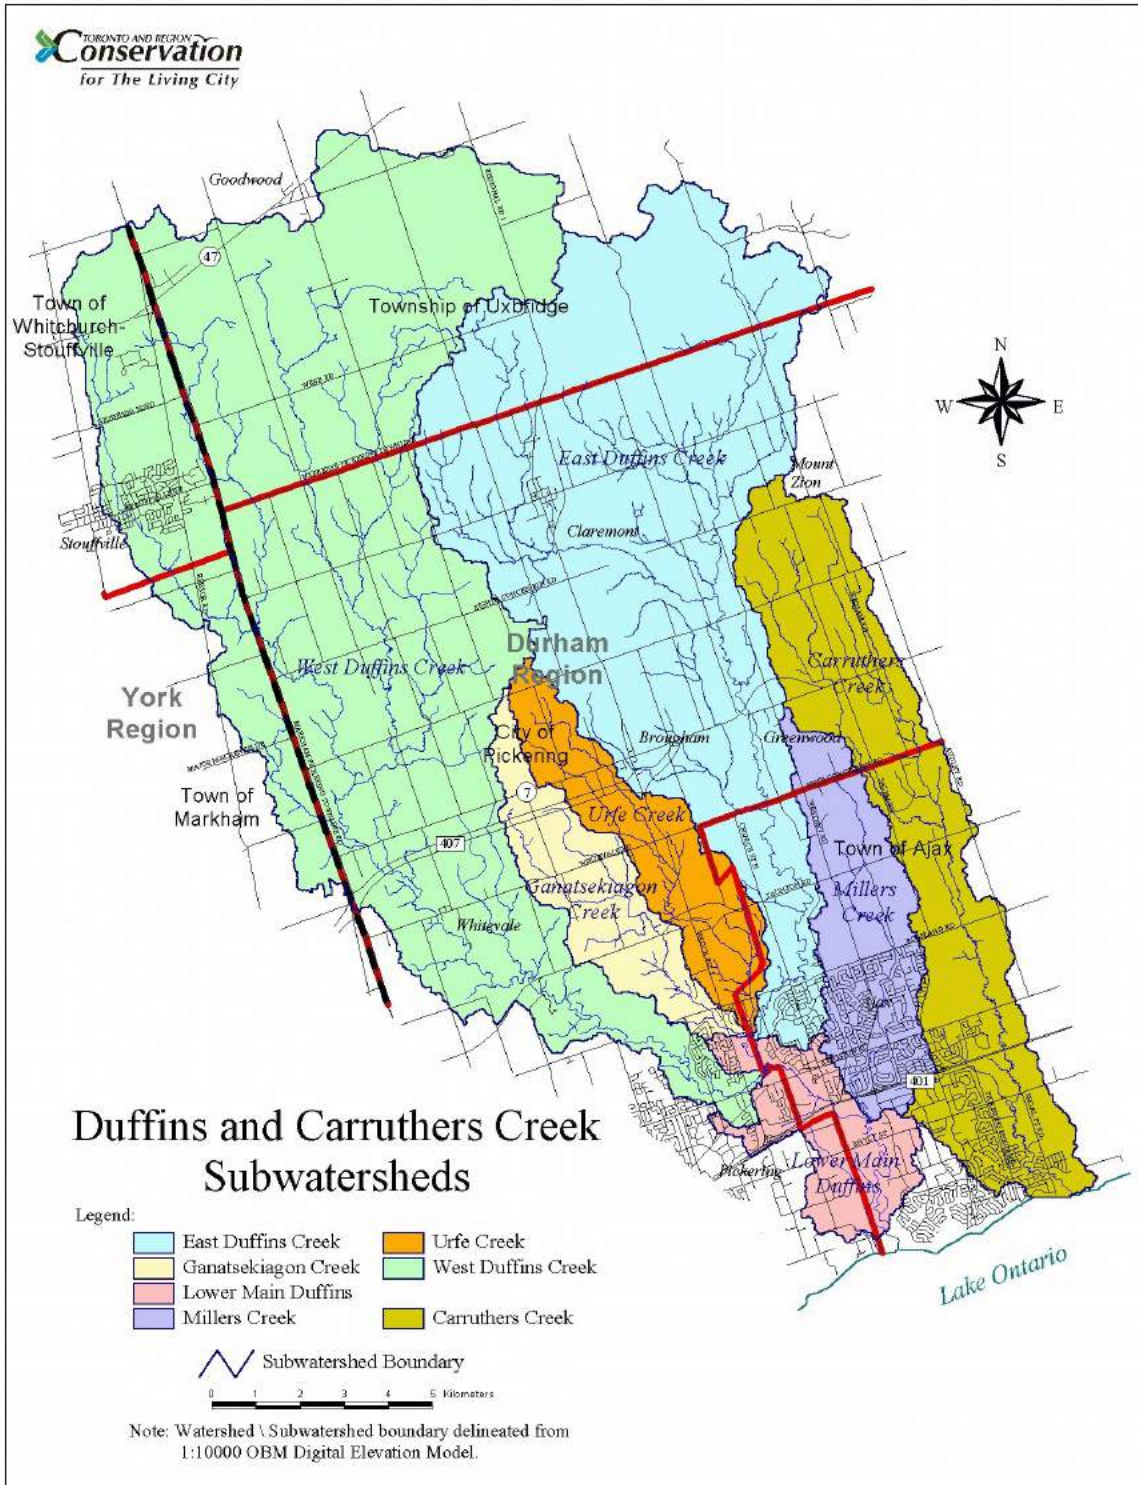 TORONTO AND REGION
Conservation
for The Living City
Goodwood
47
Town of
Whitchurch-
Stouffville
Township of Uxbridge
N
W
E
S
East Duffins Creek
Mount
Zion
Claremont
Stouffville
Durham
Region
West Duffins Creek
Carruthers
Creek
York
Region
City of
Pickering
Brougham
Greenwood
7
Town of
Markham
Urfe Creek
407
Town of Ajax
Ganatsekiagon
Creek
Millers
Creek
Whitevale
401
Duffins and Carruthers Creek
Subwatersheds
Pickering
Lower Main
Duffins
Lake Ontario
Legend:
East Duffins Creek
Urfe Creek
Ganatsekiagon Creek
West Duffins Creek
Lower Main Duffins
Millers Creek
Carruthers Creek
Subwatershed Boundary
0 1 2 3 4 5 Kilometers
Note: Watershed \ Subwatershed boundary delineated from
1:10000 OBM Digital Elevation Model.